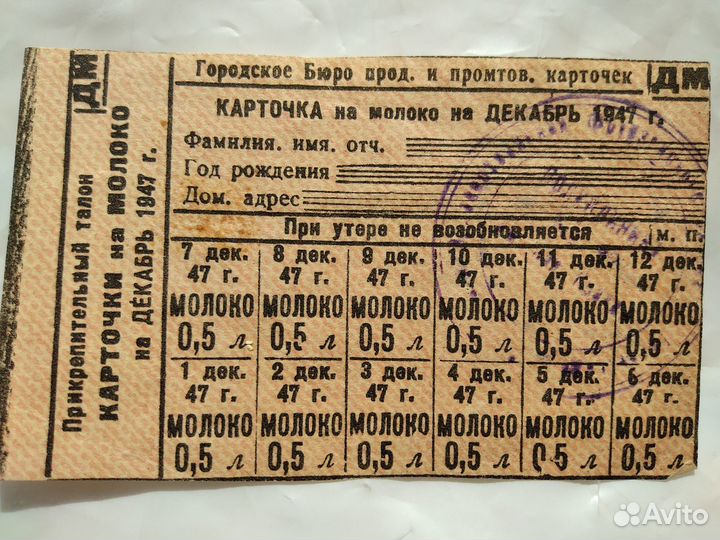 Прикрепительный талон
КАРТОЧКИ на МОЛОКО
на ДЕКАБРЬ 1947 г.
ДМ
Городское Бюро прод. и промтов. карточек
ДМ
КАРТОЧКА на молоко на ДЕКАБРЬ 1947 г.
Фамилия. имя. отч.
Год рождения
Дом. адрес
При утере не возобновляется
м. п.
7 дек. 8 дек. 9 дек. 10 дек. 11 дек. 12 дек.
47 г. 47 г. 47 г. 47 г. 47 г. 47 г.
МОЛОКО МОЛОКО МОЛОКО МОЛОКО МОЛОКО МОЛОКО
0,5 л 0,5 л 0,5 л 0,5 л 0,5 л 0,5 л
1 дек. 2 дек. 3 дек. 4 дек. 5 дек. 6 дек.
47 г. 47 г. 47 г. 47 г. 47 г. 47 г.
МОЛОКО МОЛОКО МОЛОКО МОЛОКО МОЛОКО МОЛОКО
0,5 л 0,5 л 0,5 л 0,5 л 0,5 л 0,5 л
Avito